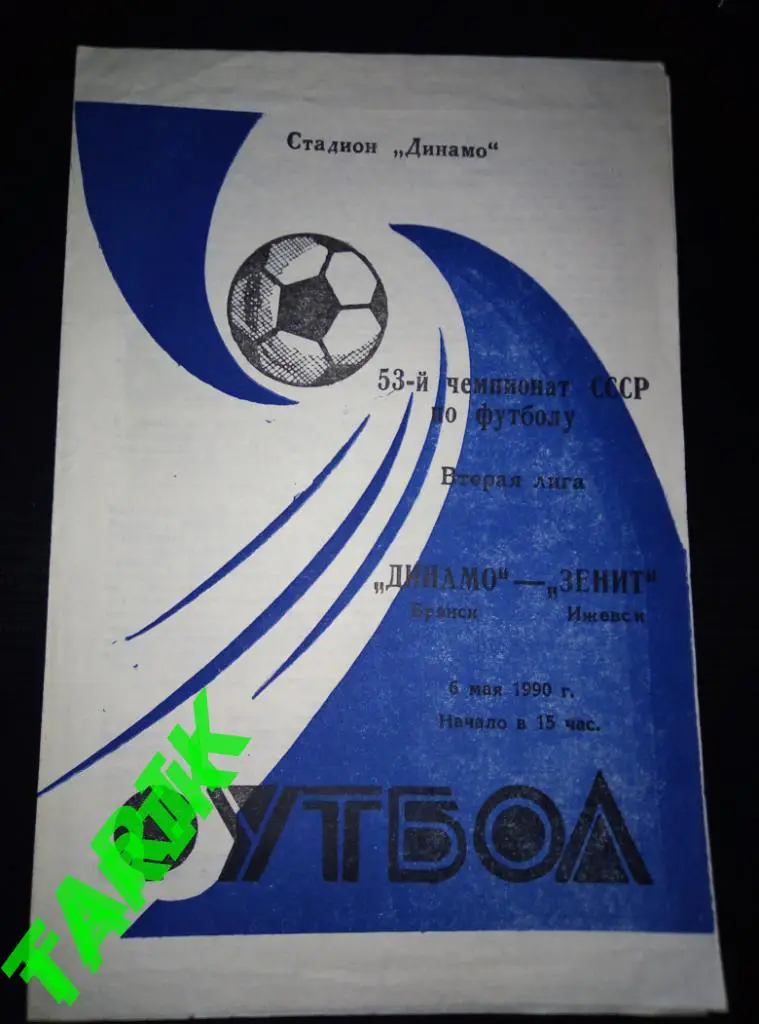 Стадион „Динамо“
53-й чемпионат СССР
по футболу
Вторая лига
„ДИНАМО“ — „ЗЕНИТ“
Брянск Ижевск
6 мая 1990 г.
Начало в 15 час.
ФУТБОЛ
TARIK